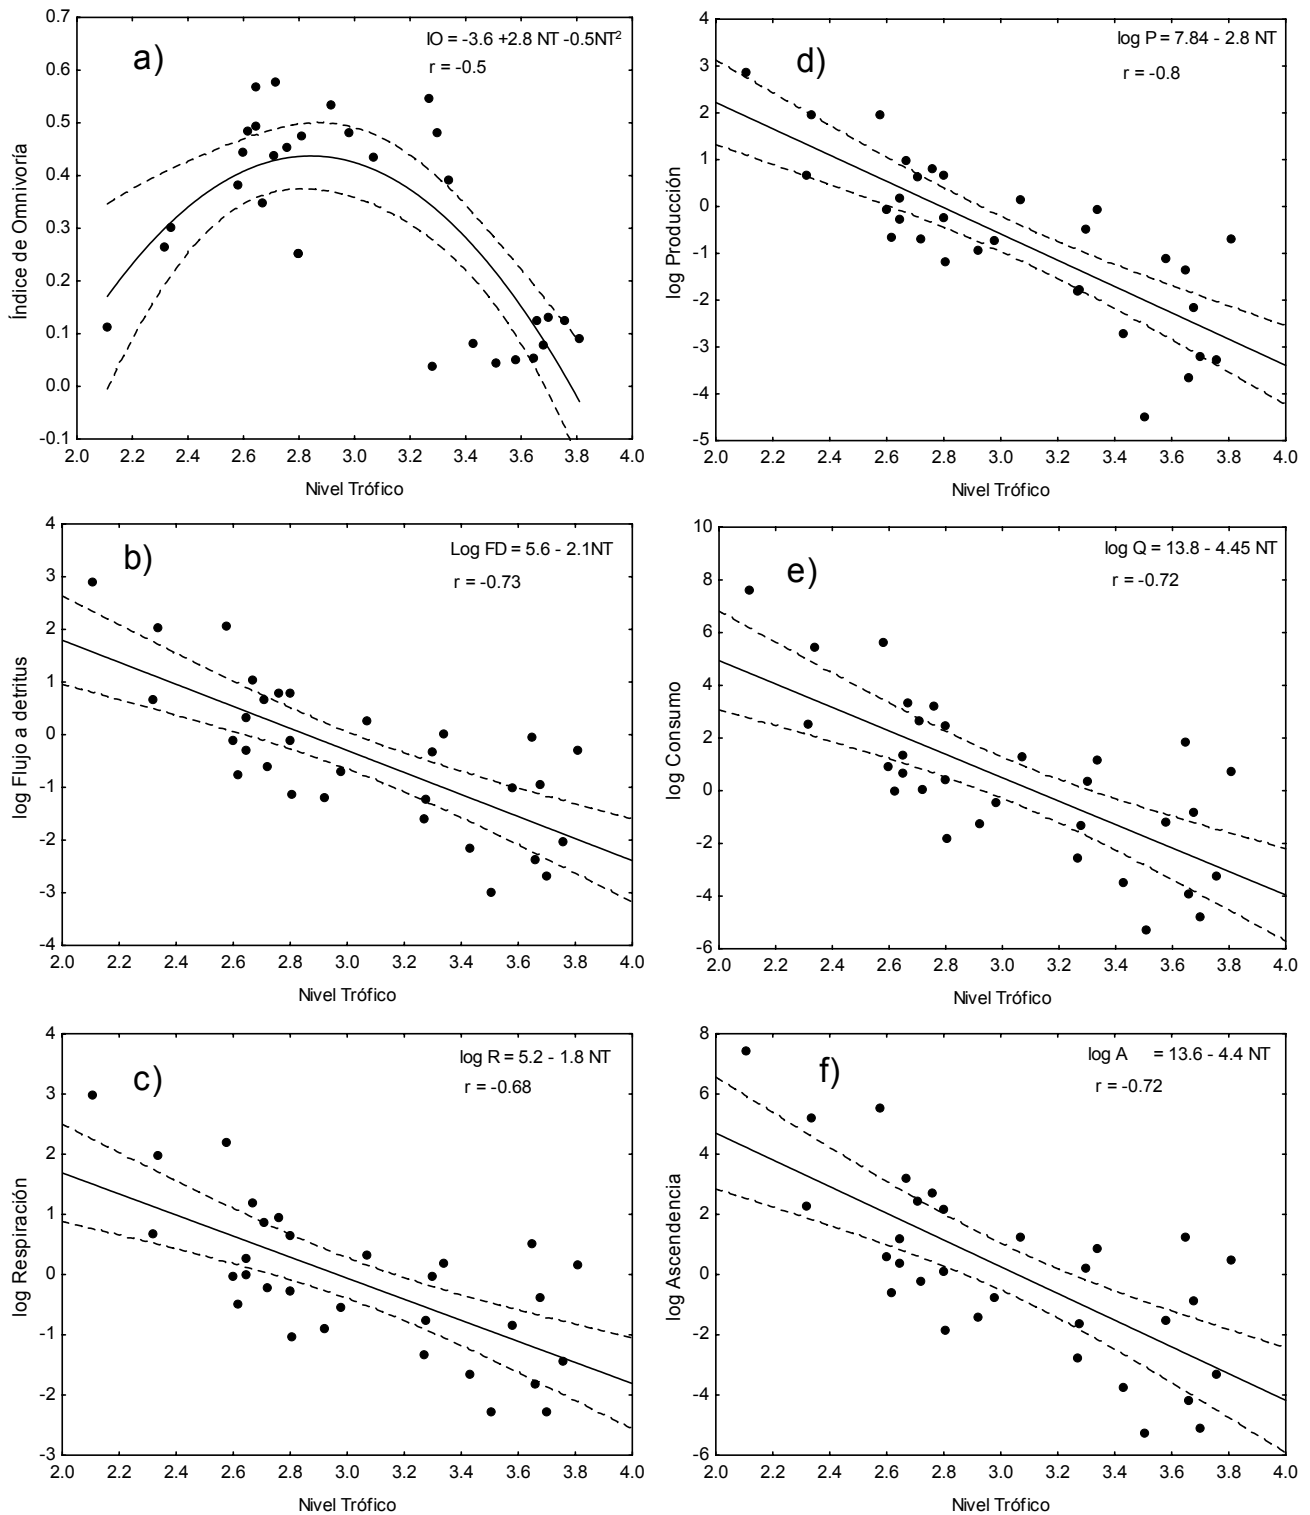 a)
IO = -3.6 +2.8 NT -0.5NT²
r = -0.5
Índice de Omnivoría
0.7
0.6
0.5
0.4
0.3
0.2
0.1
0.0
-0.1
2.0 2.2 2.4 2.6 2.8 3.0 3.2 3.4 3.6 3.8 4.0
Nivel Trófico
d)
log P = 7.84 - 2.8 NT
r = -0.8
log Producción
4
3
2
1
0
-1
-2
-3
-4
-5
2.0 2.2 2.4 2.6 2.8 3.0 3.2 3.4 3.6 3.8 4.0
Nivel Trófico
b)
Log FD = 5.6 - 2.1NT
r = -0.73
log Flujo a detritus
4
3
2
1
0
-1
-2
-3
-4
2.0 2.2 2.4 2.6 2.8 3.0 3.2 3.4 3.6 3.8 4.0
Nivel Trófico
e)
log Q = 13.8 - 4.45 NT
r = -0.72
log Consumo
10
8
6
4
2
0
-2
-4
-6
2.0 2.2 2.4 2.6 2.8 3.0 3.2 3.4 3.6 3.8 4.0
Nivel Trófico
c)
log R = 5.2 - 1.8 NT
r = -0.68
log Respiración
4
3
2
1
0
-1
-2
-3
2.0 2.2 2.4 2.6 2.8 3.0 3.2 3.4 3.6 3.8 4.0
Nivel Trófico
f)
log A = 13.6 - 4.4 NT
r = -0.72
log Ascendencia
8
6
4
2
0
-2
-4
-6
2.0 2.2 2.4 2.6 2.8 3.0 3.2 3.4 3.6 3.8 4.0
Nivel Trófico